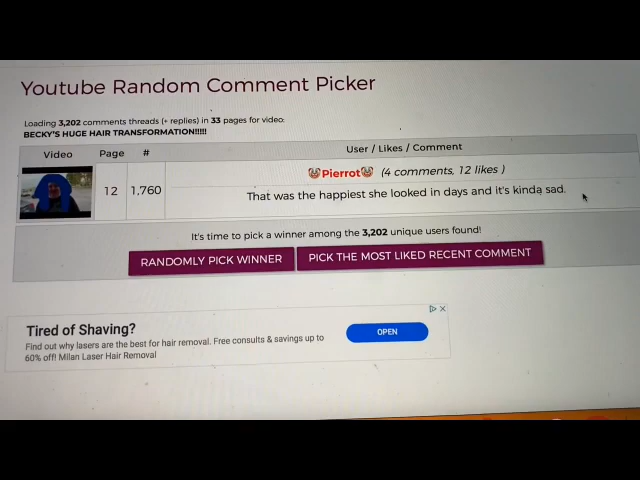 Youtube Random Comment Picker
Loading 3,202 comments threads (+ replies) in 33 pages for video:
BECKY'S HUGE HAIR TRANSFORMATION!!!!!
Video Page # User / Likes / Comment
🤡Pierrot🤡 (4 comments, 12 likes )
12 1,760
That was the happiest she looked in days and it's kinda sad.
It's time to pick a winner among the 3,202 unique users found!
RANDOMLY PICK WINNER PICK THE MOST LIKED RECENT COMMENT
Tired of Shaving?
Find out why lasers are the best for hair removal. Free consults & savings up to
60% off! Milan Laser Hair Removal
OPEN